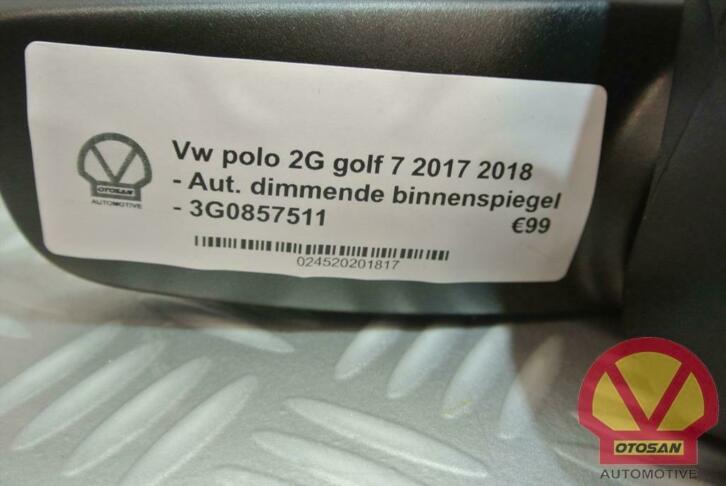 Vw polo 2G golf 7 2017 2018
- Aut. dimmende binnenspiegel
- 3G0857511 €99
OTOSAN
AUTOMOTIVE
024520201817
OTOSAN
AUTOMOTIVE